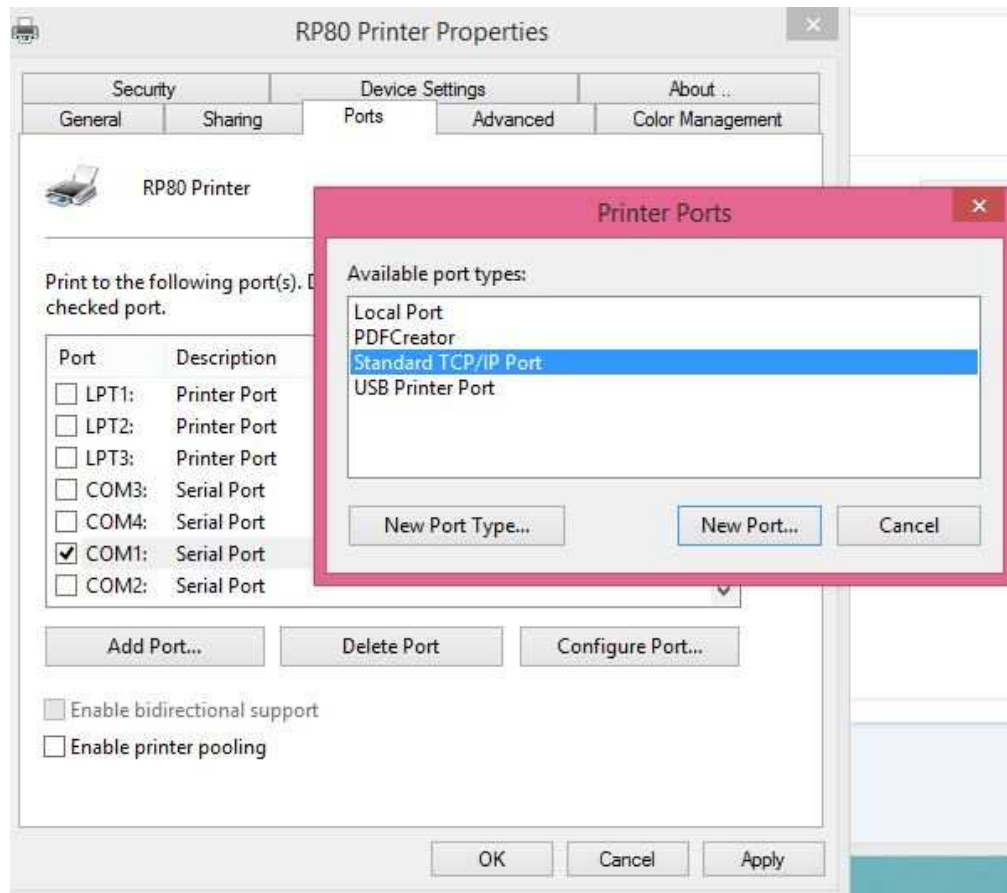 RP80 Printer Properties
Security Device Settings About ..
General Sharing Ports Advanced Color Management
RP80 Printer
Print to the following port(s).
checked port.
Port Description
LPT1: Printer Port
LPT2: Printer Port
LPT3: Printer Port
COM3: Serial Port
COM4: Serial Port
COM1: Serial Port
COM2: Serial Port
Add Port... Delete Port Configure Port...
Enable bidirectional support
Enable printer pooling
OK Cancel Apply
Printer Ports
Available port types:
Local Port
PDFCreator
Standard TCP/IP Port
USB Printer Port
New Port Type... New Port... Cancel